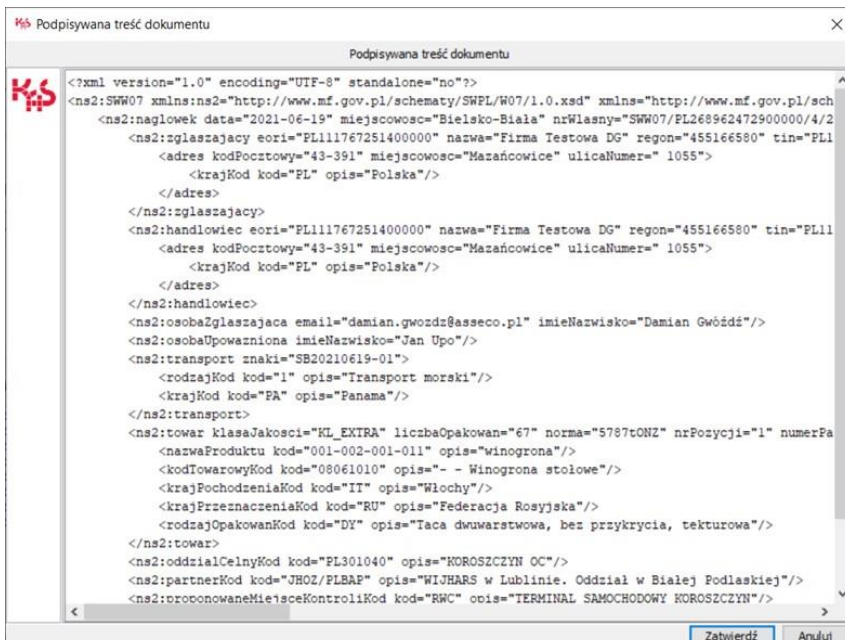 KIIS Podpisywana treść dokumentu
Podpisywana treść dokumentu
<?xml version="1.0" encoding="UTF-8" standalone="no"?>
<ns2:SWW07 xmlns:ns2="http://www.mf.gov.pl/schematy/SWPL/W07/1.0.xsd" xmlns="http://www.mf.gov.pl/sch
<ns2:naglowek data="2021-06-19" miejscowosc="Bielsko-Biała" nrWlasny="SWW07/PL268962472900000/4/2
<ns2:zglaszajacy eori="PL111767251400000" nazwa="Firma Testowa DG" regon="455166580" tin="PL1
<adres kodPocztowy="43-391" miejscowosc="Mazańcowice" ulicaNumer=" 1055">
<krajKod kod="PL" opis="Polska"/>
</adres>
</ns2:zglaszajacy>
<ns2:handlowiec eori="PL111767251400000" nazwa="Firma Testowa DG" regon="455166580" tin="PL11
<adres kodPocztowy="43-391" miejscowosc="Mazańcowice" ulicaNumer=" 1055">
<krajKod kod="PL" opis="Polska"/>
</adres>
</ns2:handlowiec>
<ns2:osobaZglaszajaca email="damian.gwozdz@asseco.pl" imieNazwisko="Damian Gwóźdź"/>
<ns2:osobaUpowazniona imieNazwisko="Jan Upo"/>
<ns2:transport znaki="SB20210619-01">
<rodzajKod kod="1" opis="Transport morski"/>
<krajKod kod="PA" opis="Panama"/>
</ns2:transport>
<ns2:towar klasaJakosci="KL_EXTRA" liczbaOpakowan="67" norma="5787tONZ" nrPozycji="1" numerPa
<nazwaProduktu kod="001-002-001-011" opis="winogrona"/>
<kodTowarowyKod kod="08061010" opis="- - Winogrona stołowe"/>
<krajPochodzeniaKod kod="IT" opis="Włochy"/>
<krajPrzeznaczeniaKod kod="RU" opis="Federacja Rosyjska"/>
<rodzajOpakowanKod kod="DY" opis="Taca dwuwarstwowa, bez przykrycia, tekturowa"/>
</ns2:towar>
<ns2:oddzialCelnyKod kod="PL301040" opis="KOROSZCZYN OC"/>
<ns2:partnerKod kod="JHOZ/PLBAP" opis="WIJHARS w Lublinie. Oddział w Białej Podlaskiej"/>
<ns2:proponowaneMiejsceKontroliKod kod="RWC" opis="TERMINAL SAMOCHODOWY KOROSZCZYN"/>
Zatwierdź Anuluj